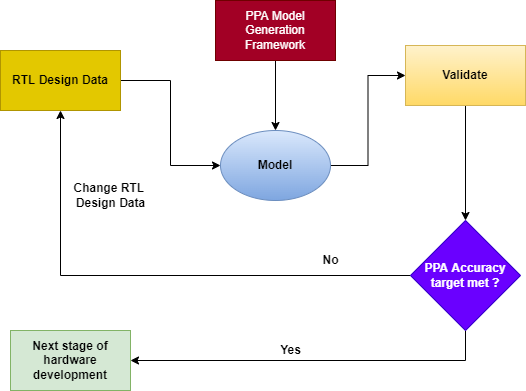 PPA Model
Generation
Framework
RTL Design Data
Validate
Model
Change RTL
Design Data
No
PPA Accuracy
target met ?
Yes
Next stage of
hardware
development